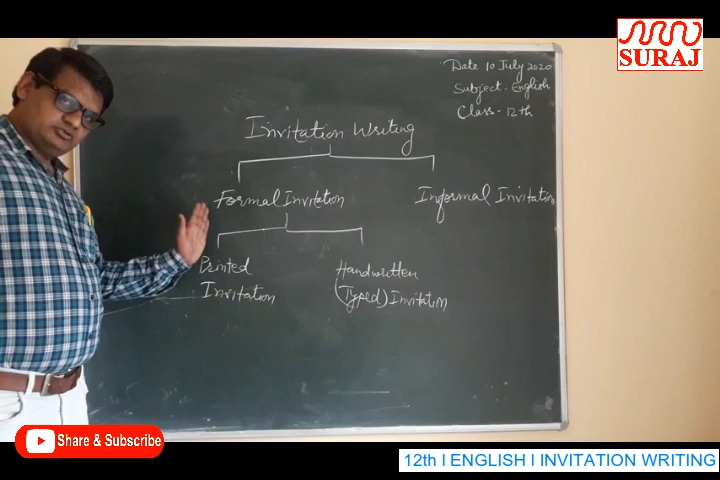 SURAJ
Date 10 July 2020
Subject. English
Class - 12th
Invitation Writing
Formal Invitation Informal Invitation
Printed Invitation
Handwritten (Typed) Invitation
Share & Subscribe
12th I ENGLISH I INVITATION WRITING